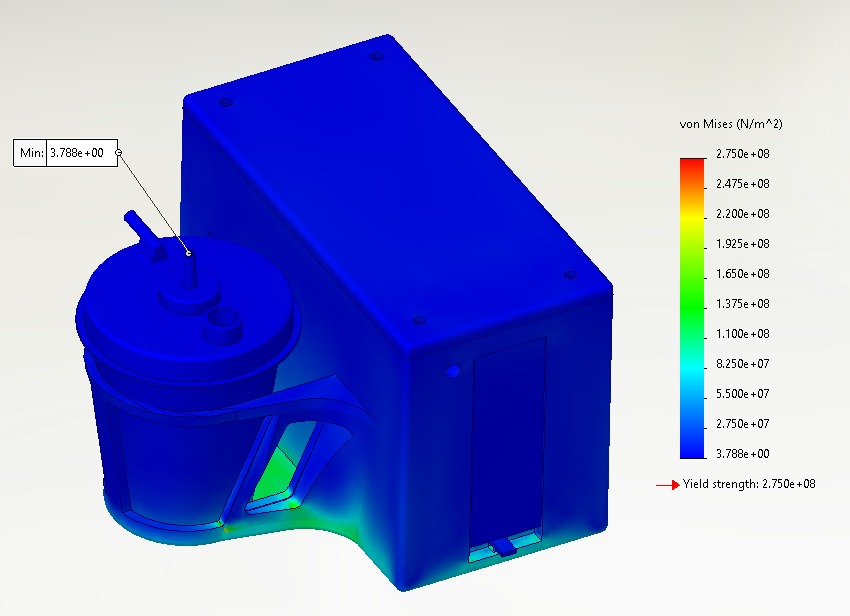 von Mises (N/m^2)
Min: 3.788e+00
2.750e+08
2.475e+08
2.200e+08
1.925e+08
1.650e+08
1.375e+08
1.100e+08
8.250e+07
5.500e+07
2.750e+07
3.788e+00
Yield strength: 2.750e+08